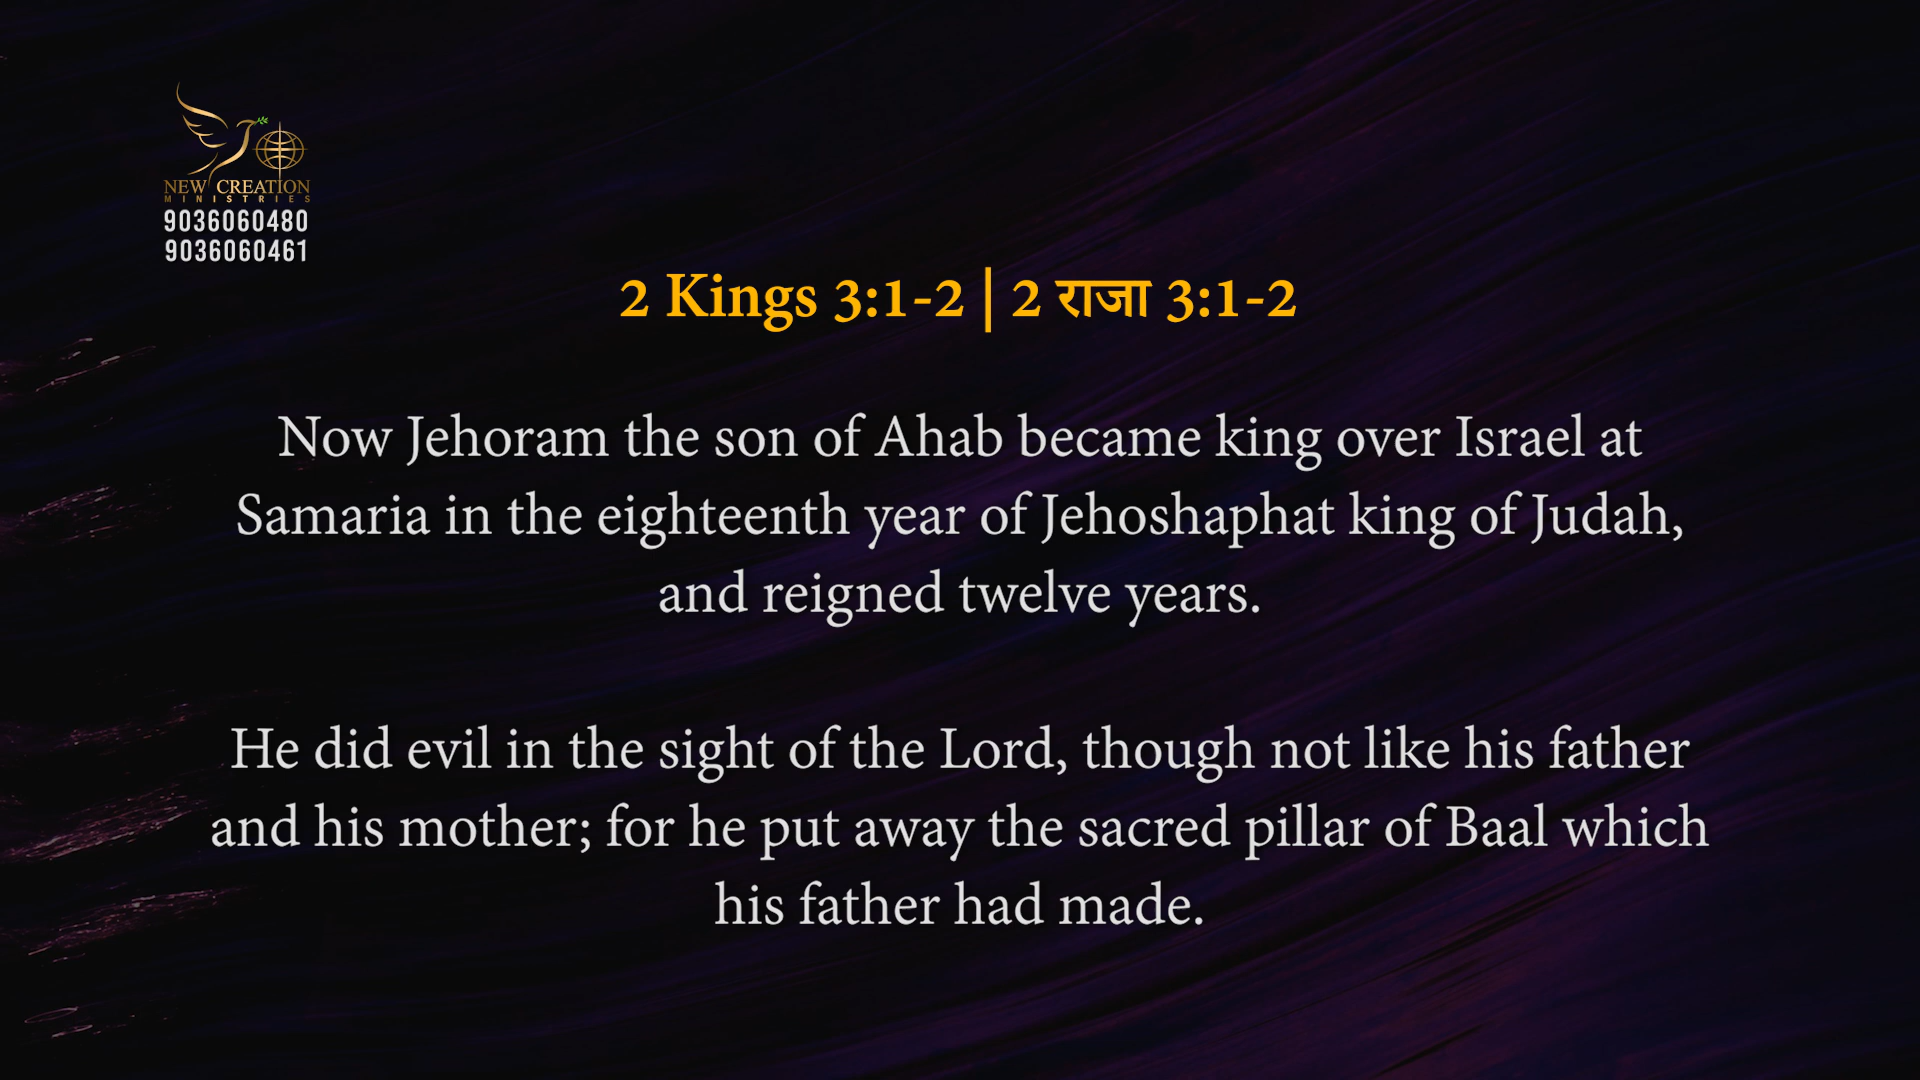 NEW CREATION
MINISTRIES
9036060480
9036060461
2 Kings 3:1-2 | 2 राजा 3:1-2
Now Jehoram the son of Ahab became king over Israel at
Samaria in the eighteenth year of Jehoshaphat king of Judah,
and reigned twelve years.
He did evil in the sight of the Lord, though not like his father
and his mother; for he put away the sacred pillar of Baal which
his father had made.